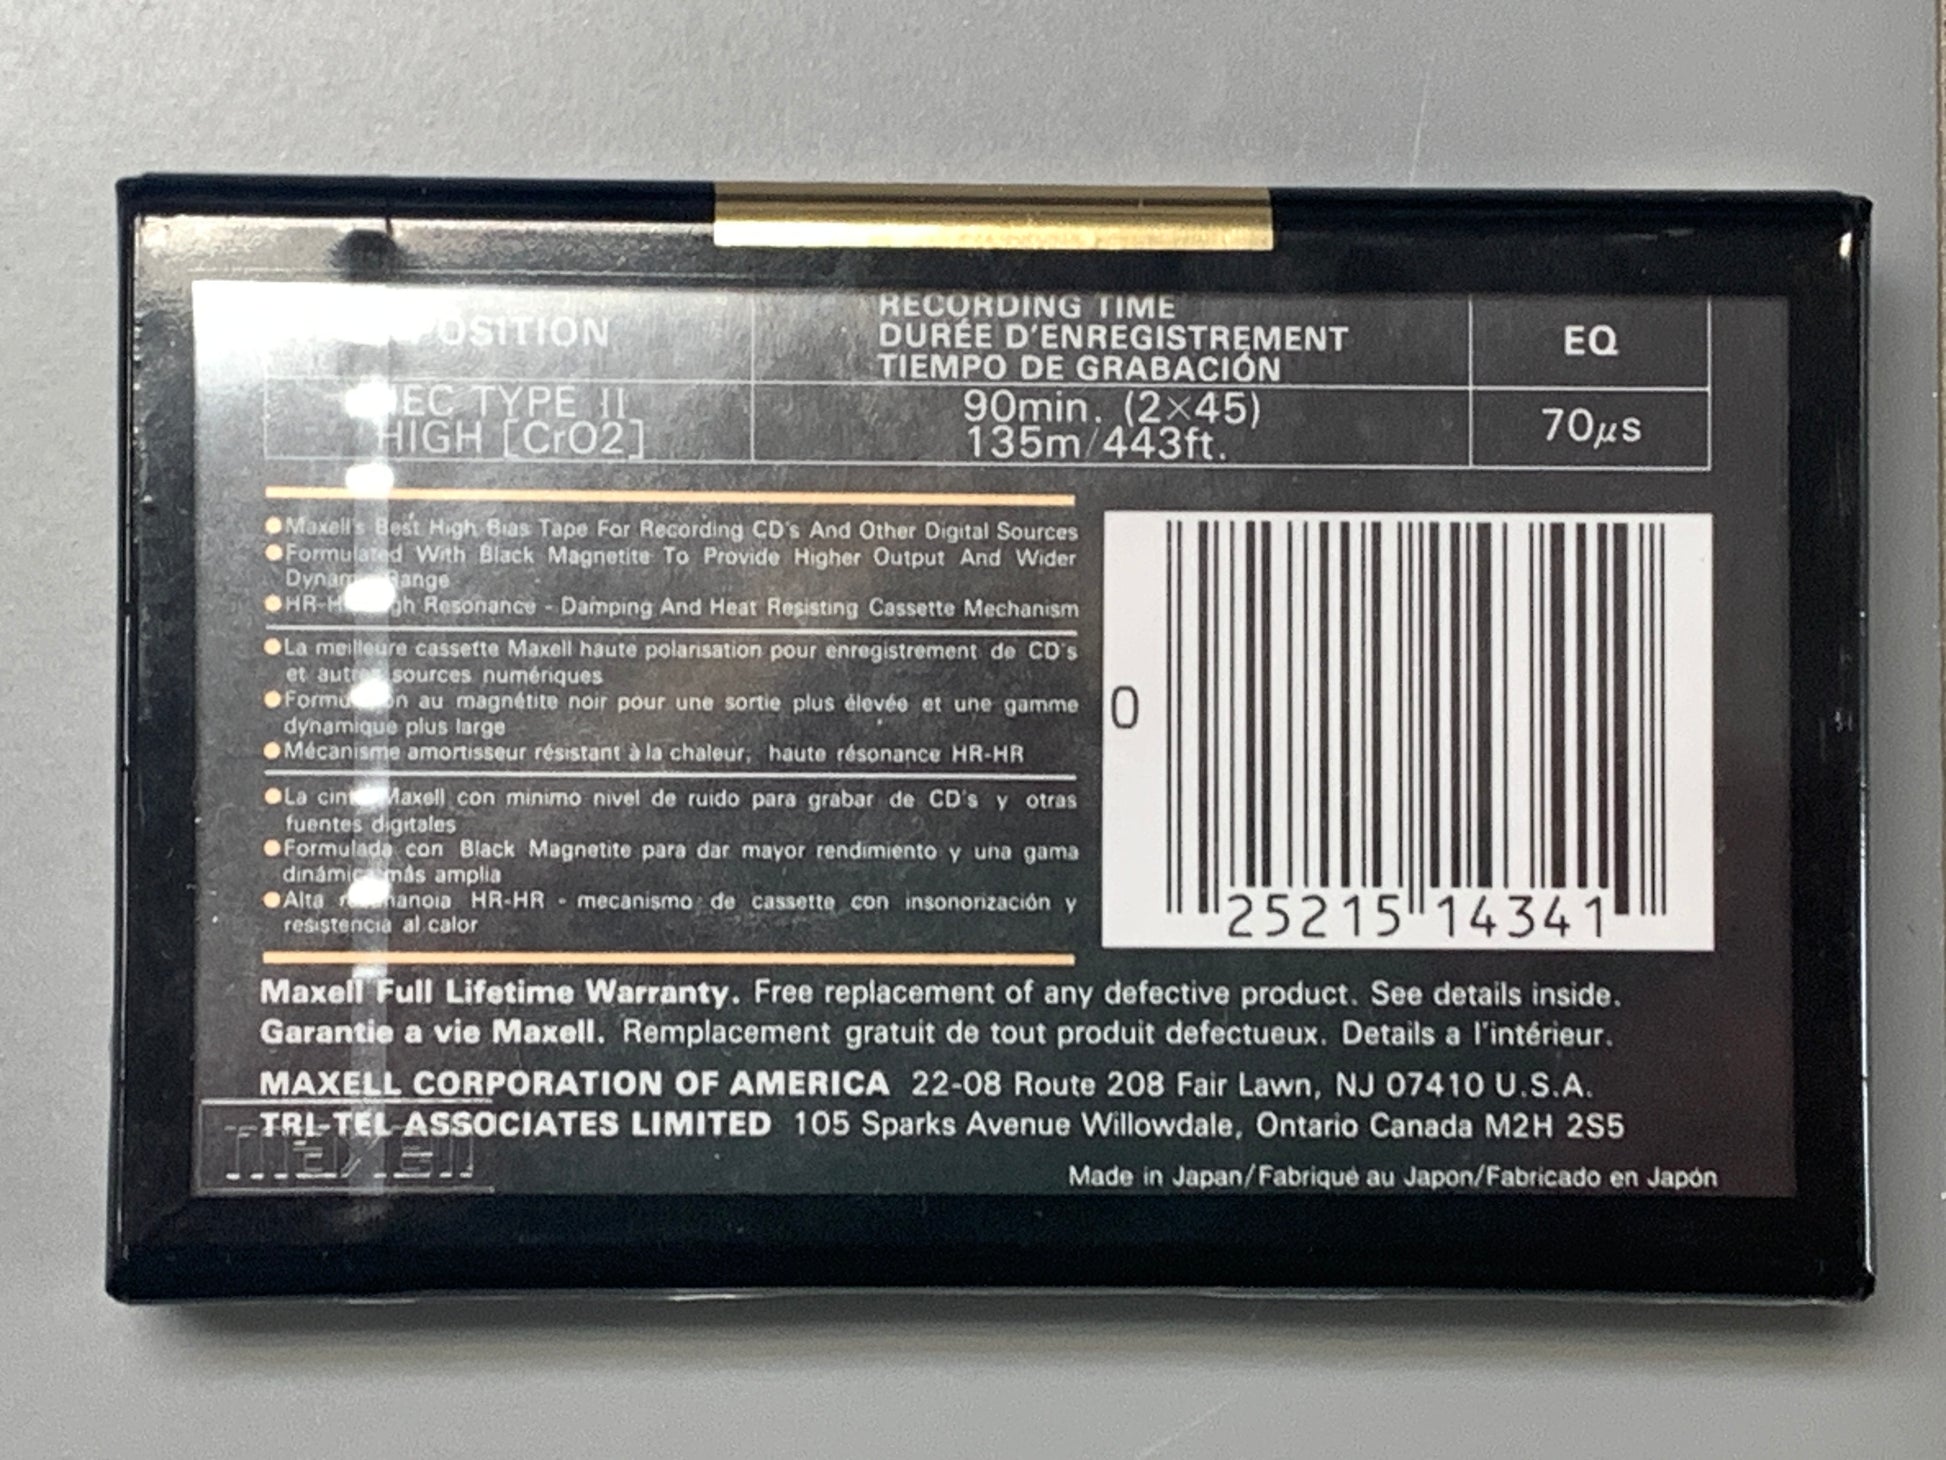 POSITION
RECORDING TIME
DURÉE D'ENREGISTREMENT
TIEMPO DE GRABACIÓN
EQ
IEC TYPE II
HIGH [CrO2]
90min. (2×45)
135m/443ft.
70µs
●Maxell's Best High Bias Tape For Recording CD's And Other Digital Sources
●Formulated With Black Magnetite To Provide Higher Output And Wider
Dynamic Range
●HR-H gh Resonance - Damping And Heat Resisting Cassette Mechanism
●La meilleure cassette Maxell haute polarisation pour enregistrement de CD's
et autres sources numériques
●Formulation au magnétite noir pour une sortie plus élevée et une gamme
dynamique plus large
●Mécanisme amortisseur résistant à la chaleur, haute résonance HR-HR
●La cinta Maxell con minimo nivel de ruido para grabar de CD's y otras
fuentes digitales
●Formulada con Black Magnetite para dar mayor rendimiento y una gama
dinámica más amplia
●Alta HR-HR - mecanismo de cassette con insonorización y
resistencia al calor
0 25215 14341
Maxell Full Lifetime Warranty. Free replacement of any defective product. See details inside.
Garantie a vie Maxell. Remplacement gratuit de tout produit defectueux. Details a l'intérieur.
MAXELL CORPORATION OF AMERICA 22-08 Route 208 Fair Lawn, NJ 07410 U.S.A.
TRI-TEL ASSOCIATES LIMITED 105 Sparks Avenue Willowdale, Ontario Canada M2H 2S5
maxell
Made in Japan/Fabriqué au Japon/Fabricado en Japón